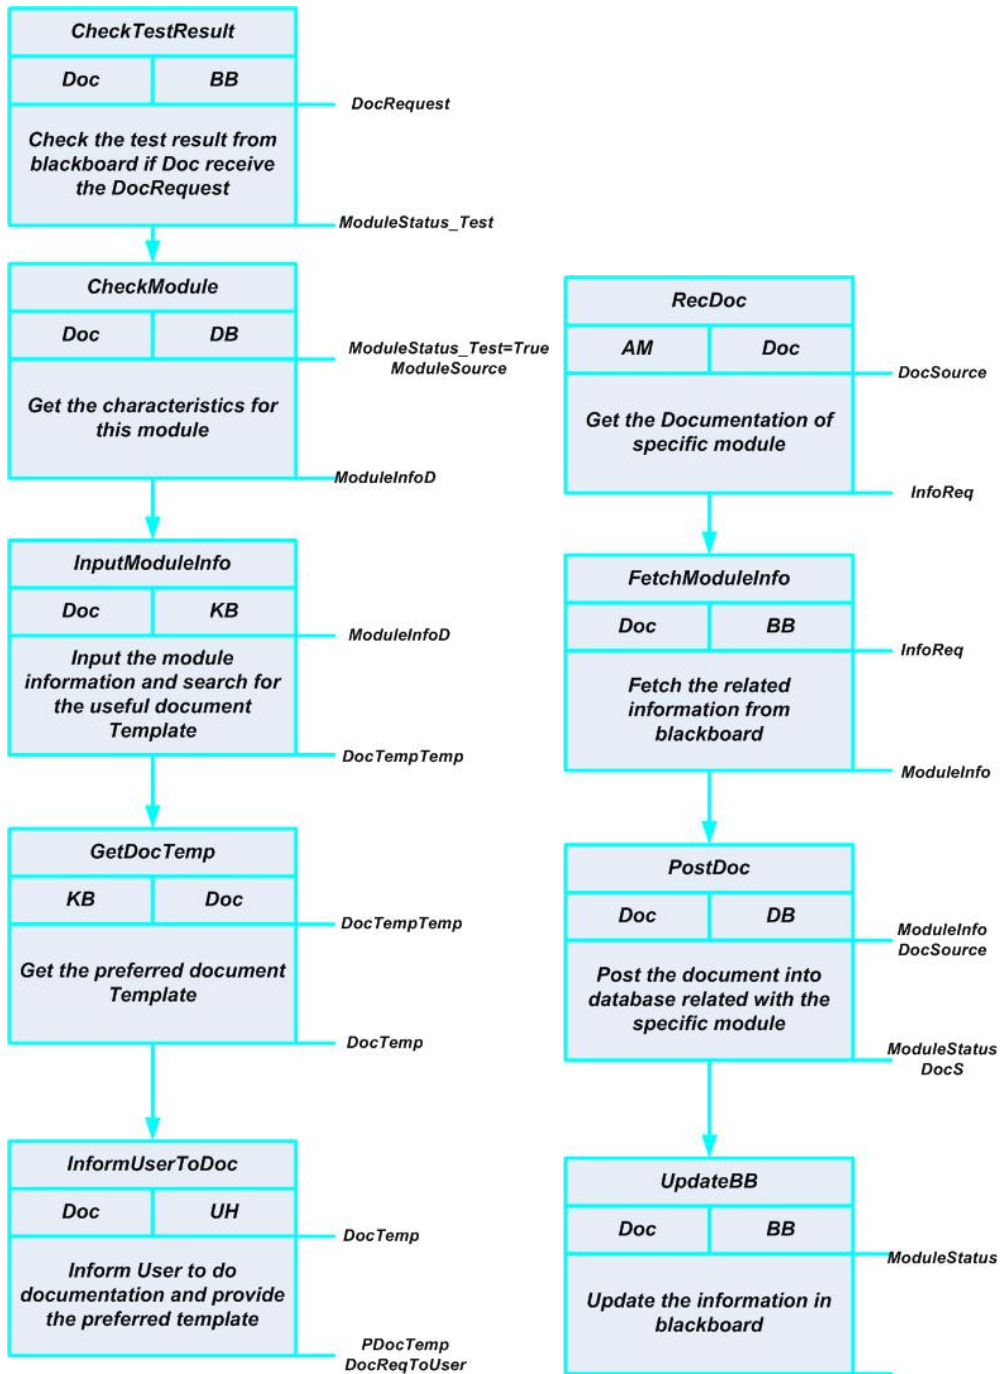 CheckTestResult
Doc
BB
DocRequest
Check the test result from
blackboard if Doc receive
the DocRequest
ModuleStatus_Test
CheckModule
Doc
DB
ModuleStatus_Test=True
ModuleSource
Get the characteristics for
this module
ModuleInfoD
InputModuleInfo
Doc
KB
ModuleInfoD
Input the module
information and search for
the useful document
Template
DocTempTemp
GetDocTemp
KB
Doc
DocTempTemp
Get the preferred document
Template
DocTemp
InformUserToDoc
Doc
UH
DocTemp
Inform User to do
documentation and provide
the preferred template
PDocTemp
DocReqToUser
RecDoc
AM
Doc
DocSource
Get the Documentation of
specific module
InfoReq
FetchModuleInfo
Doc
BB
InfoReq
Fetch the related
information from
blackboard
ModuleInfo
PostDoc
Doc
DB
ModuleInfo
DocSource
Post the document into
database related with the
specific module
ModuleStatus
DocS
UpdateBB
Doc
BB
ModuleStatus
Update the information in
blackboard